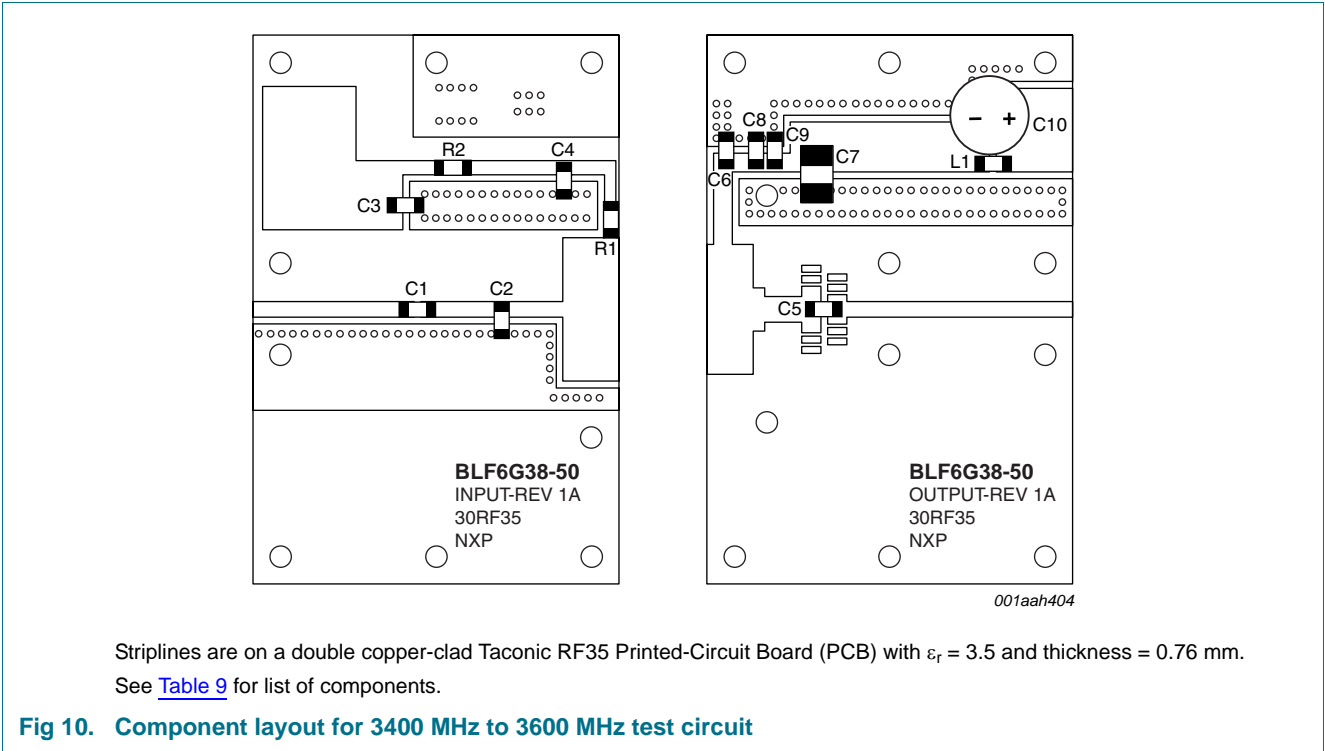 R2
C4
C3
R1
C1
C2
BLF6G38-50
INPUT-REV 1A
30RF35
NXP
C8
C9
C10
− +
C7
L1
C6
C5
BLF6G38-50
OUTPUT-REV 1A
30RF35
NXP
001aah404
Striplines are on a double copper-clad Taconic RF35 Printed-Circuit Board (PCB) with εr = 3.5 and thickness = 0.76 mm.
See Table 9 for list of components.
Fig 10. Component layout for 3400 MHz to 3600 MHz test circuit